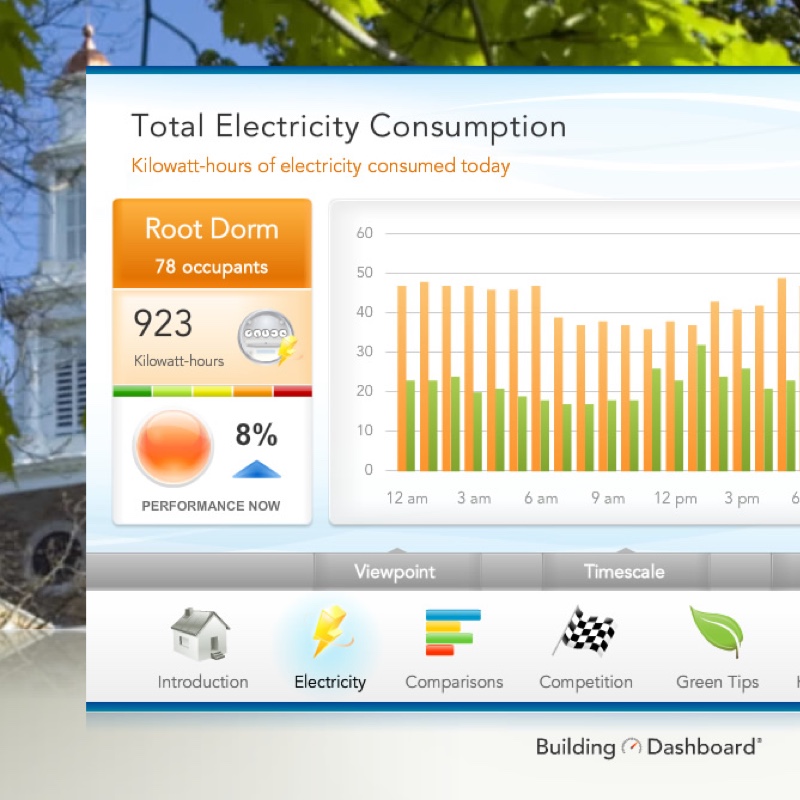 Total Electricity Consumption
Kilowatt-hours of electricity consumed today
Root Dorm
78 occupants
923
Kilowatt-hours
8%
PERFORMANCE NOW
60
50
40
30
20
10
0
12 am 3 am 6 am 9 am 12 pm 3 pm 6
Viewpoint Timescale
Introduction Electricity Comparisons Competition Green Tips
Building Dashboard®